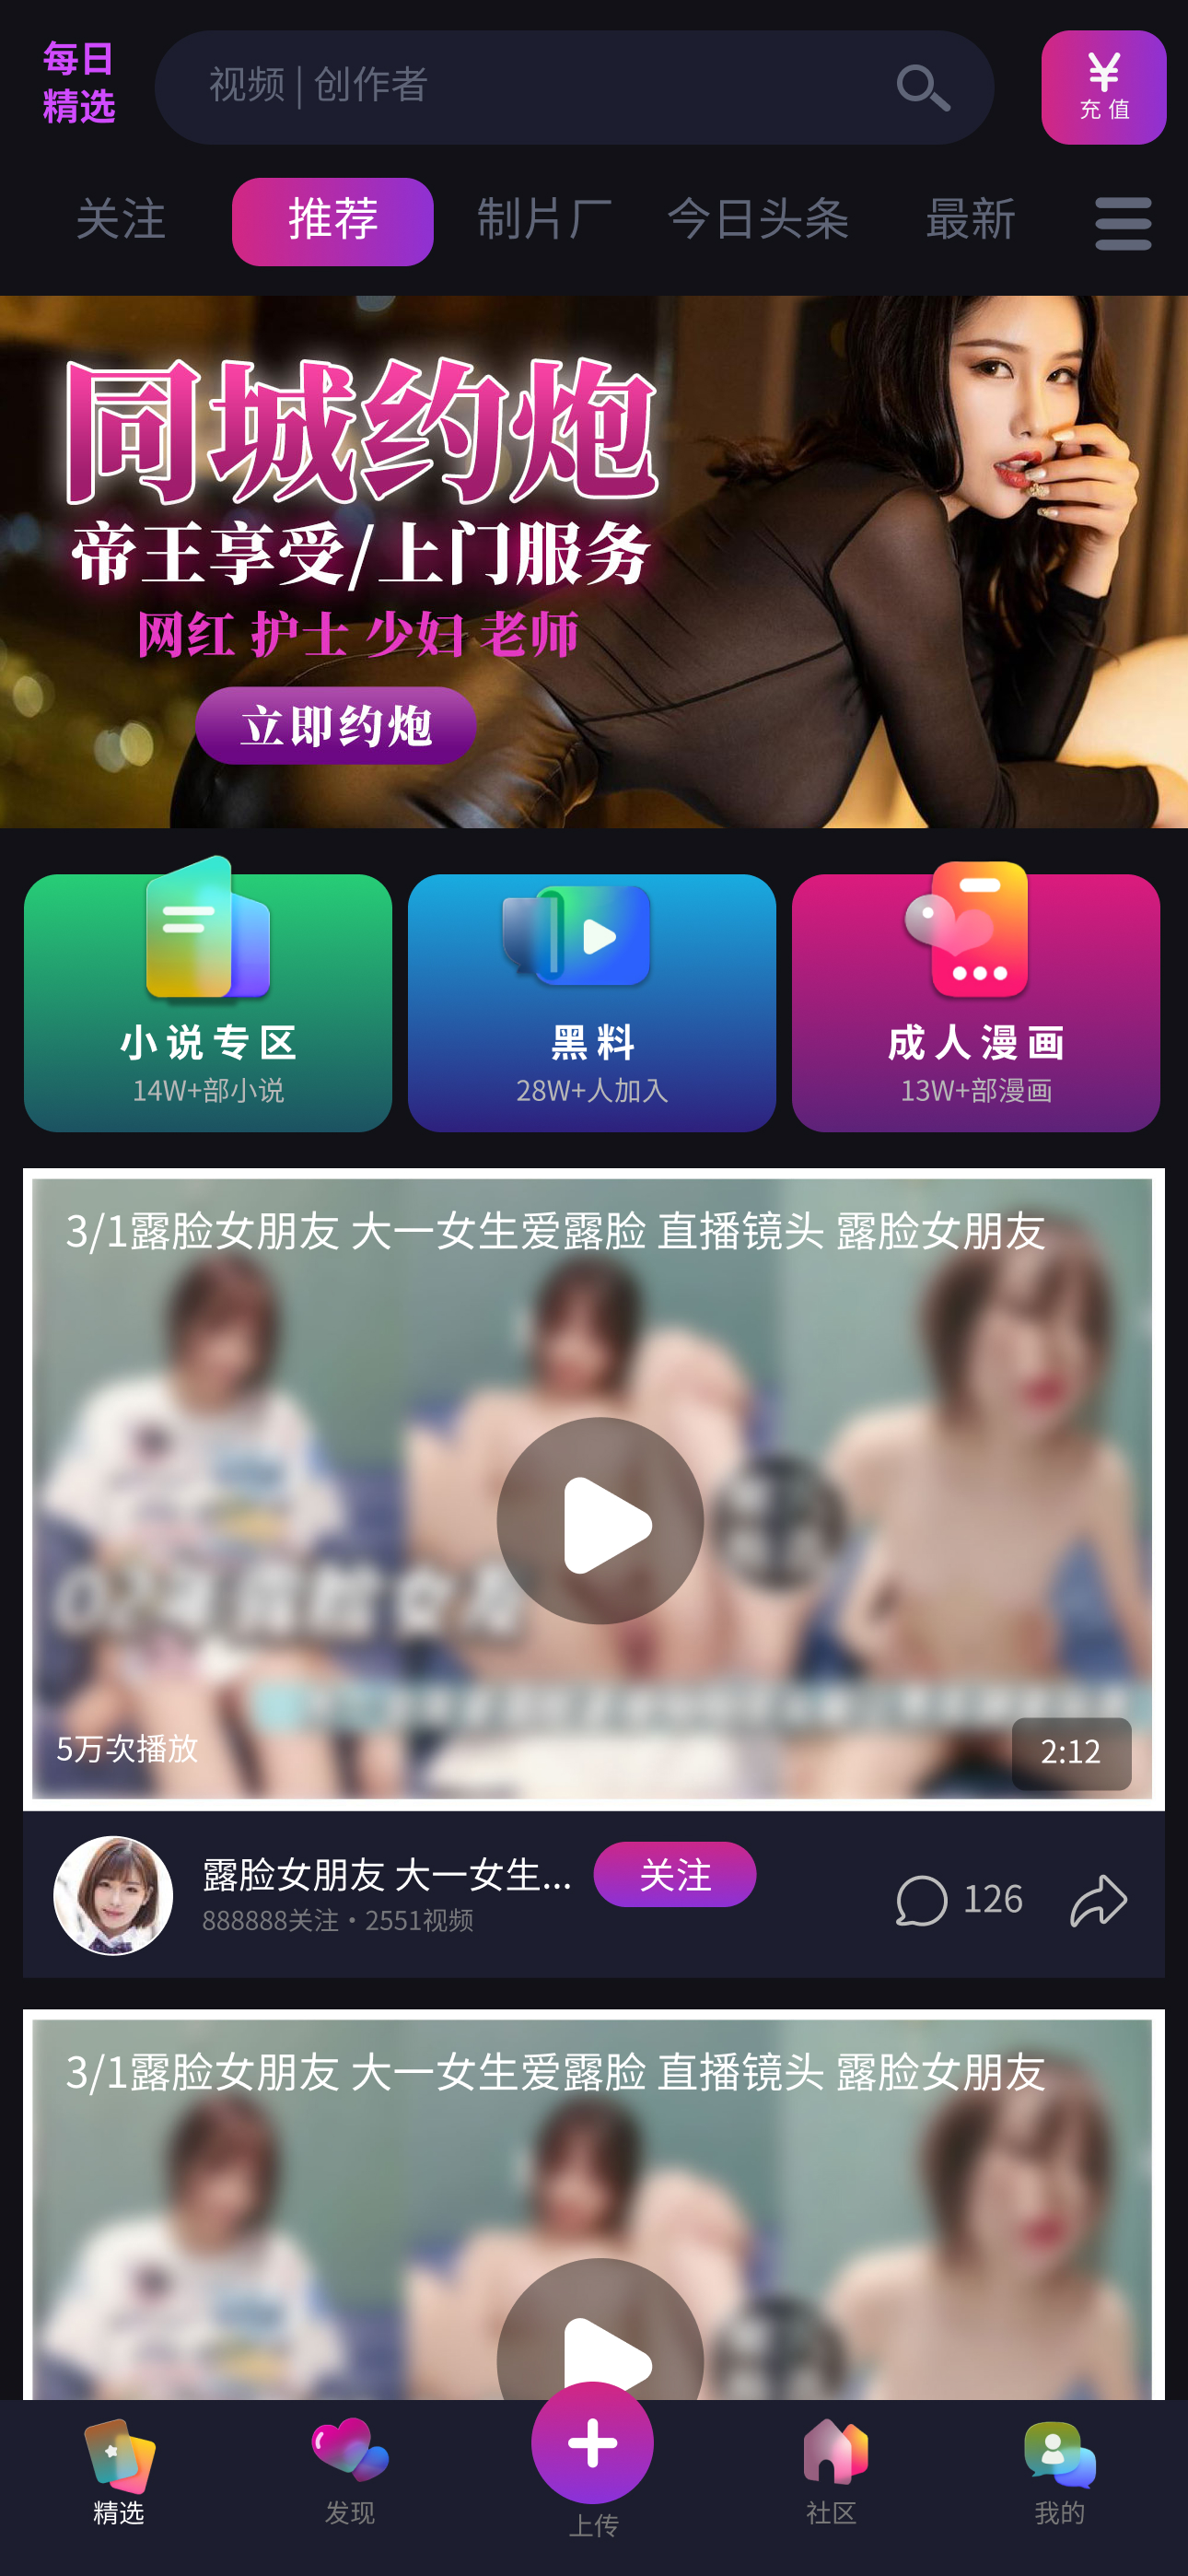 每日
精选
视频 | 创作者
¥
充值
关注 推荐 制片厂 今日头条 最新
同城约炮
帝王享受/上门服务
网红 护士 少妇 老师
立即约炮
小说专区 黑料 成人漫画
14W+部小说 28W+人加入 13W+部漫画
3/1露脸女朋友 大一女生爱露脸 直播镜头 露脸女朋友
5万次播放
2:12
露脸女朋友 大一女生... 关注
888888关注・2551视频
126
3/1露脸女朋友 大一女生爱露脸 直播镜头 露脸女朋友
精选 发现 上传 社区 我的